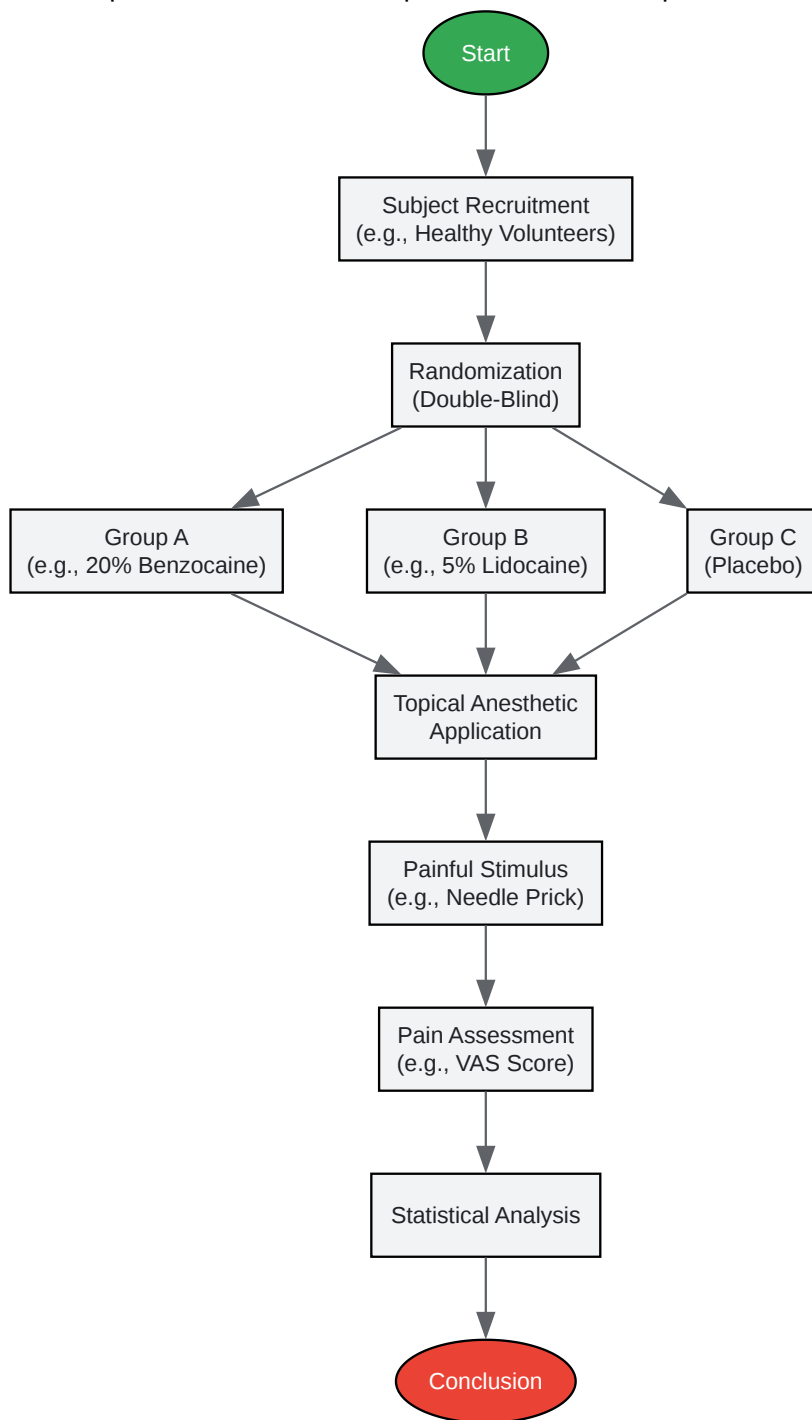 Start
Subject Recruitment
(e.g., Healthy Volunteers)
Randomization
(Double-Blind)
Group A
(e.g., 20% Benzocaine)
Group B
(e.g., 5% Lidocaine)
Group C
(Placebo)
Topical Anesthetic
Application
Painful Stimulus
(e.g., Needle Prick)
Pain Assessment
(e.g., VAS Score)
Statistical Analysis
Conclusion